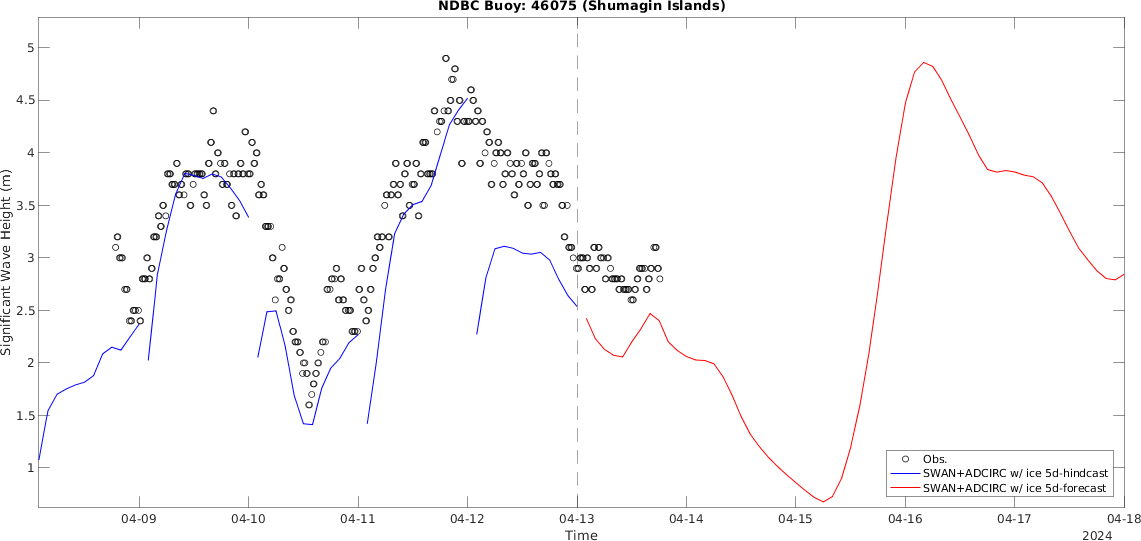 NDBC Buoy: 46075 (Shumagin Islands)
5
4.5
4
3.5
3
2.5
2
1.5
1
Significant Wave Height (m)
Obs.
SWAN+ADCIRC w/ ice 5d-hindcast
SWAN+ADCIRC w/ ice 5d-forecast
04-09 04-10 04-11 04-12 04-13 04-14 04-15 04-16 04-17 04-18
Time
2024